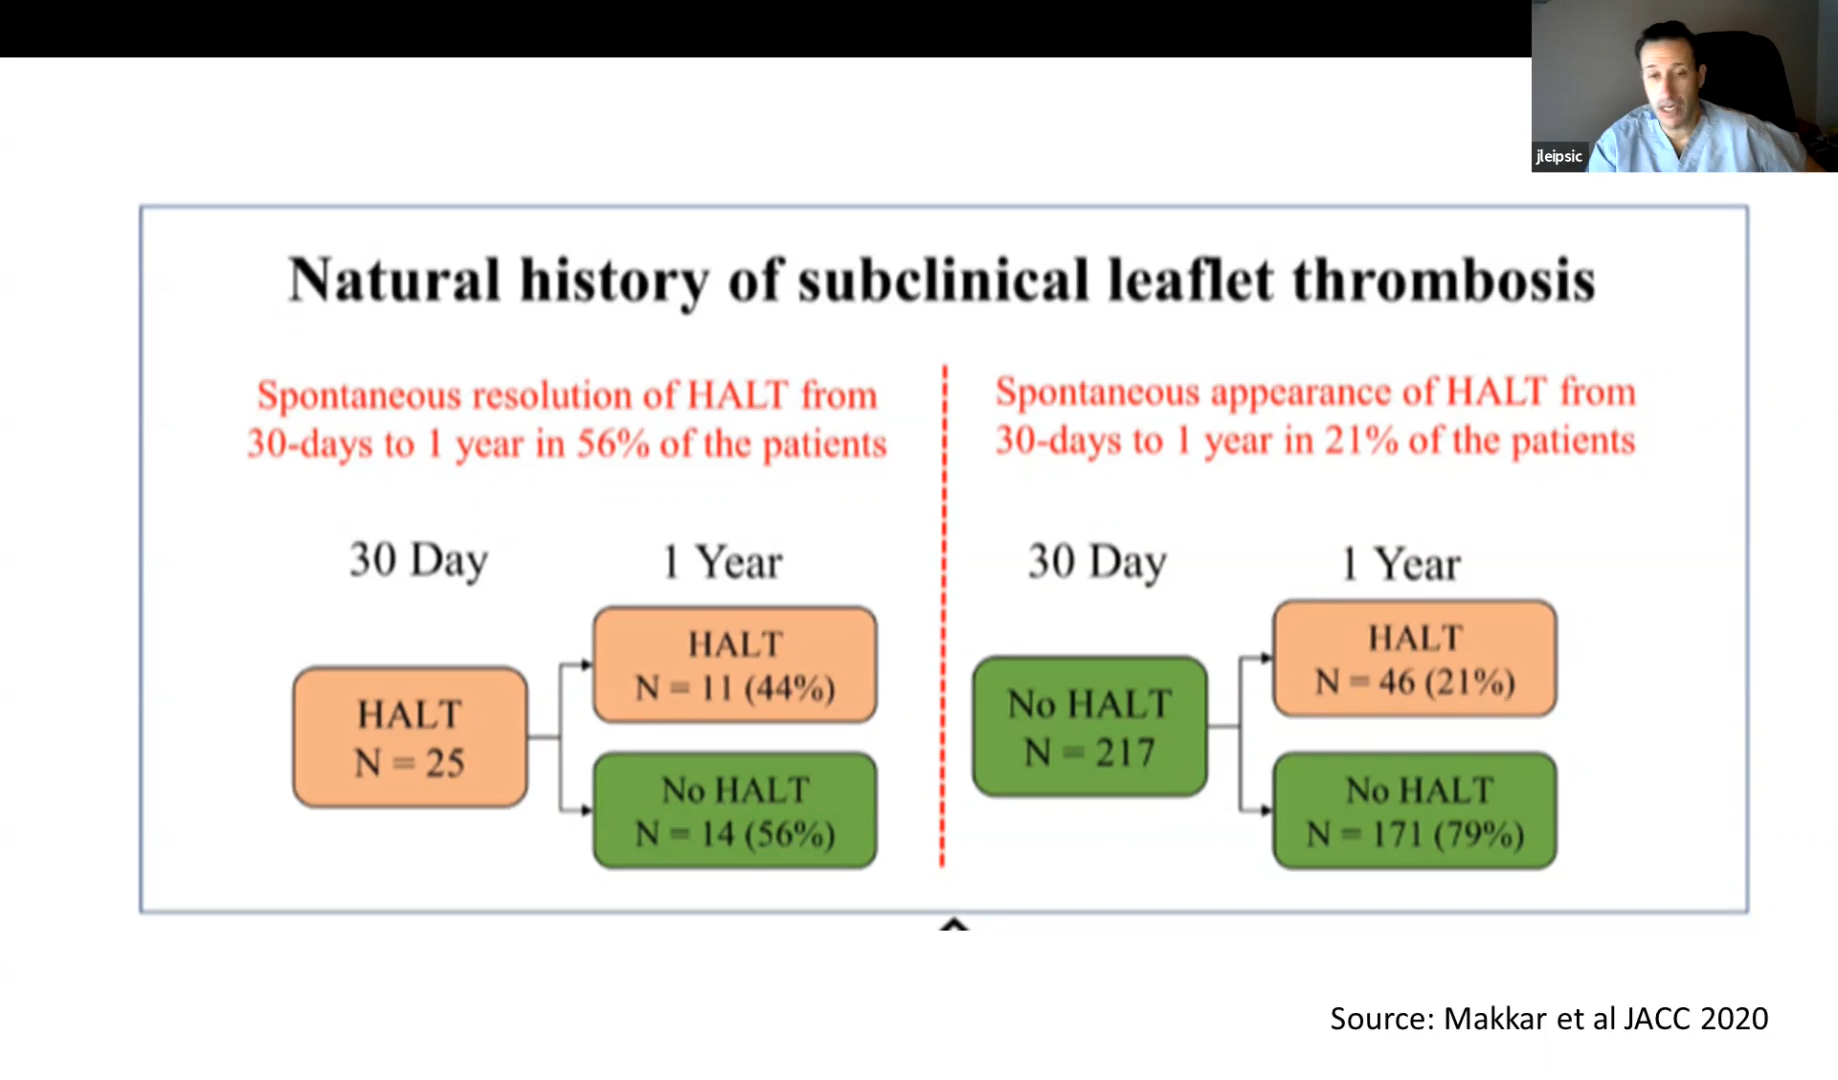 jleipsic
Natural history of subclinical leaflet thrombosis
Spontaneous resolution of HALT from
30-days to 1 year in 56% of the patients
30 Day
1 Year
HALT
N = 25
HALT
N = 11 (44%)
No HALT
N = 14 (56%)
Spontaneous appearance of HALT from
30-days to 1 year in 21% of the patients
30 Day
1 Year
No HALT
N = 217
HALT
N = 46 (21%)
No HALT
N = 171 (79%)
Source: Makkar et al JACC 2020